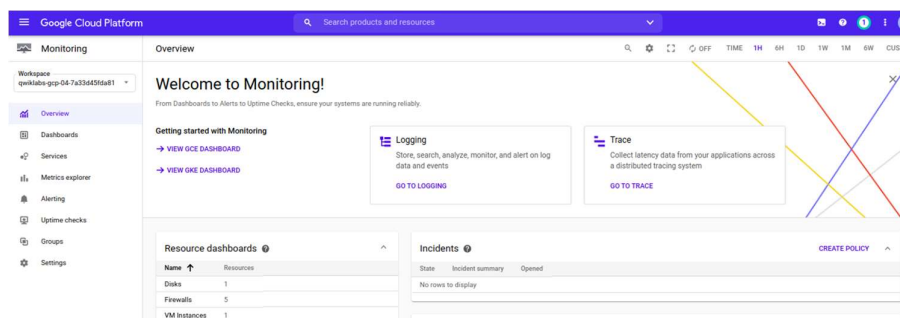 Google Cloud Platform
Search products and resources
1
Monitoring
Overview
OFF TIME 1H 6H 1D 1W 1M 6W CUS
Workspace
qwiklabs-gcp-04-7a33d45fda81
Overview
Dashboards
Services
Metrics explorer
Alerting
Uptime checks
Groups
Settings
Welcome to Monitoring!
From Dashboards to Alerts to Uptime Checks, ensure your systems are running reliably.
Getting started with Monitoring
→ VIEW GCE DASHBOARD
→ VIEW GKE DASHBOARD
Logging
Store, search, analyze, monitor, and alert on log
data and events
GO TO LOGGING
Trace
Collect latency data from your applications across
a distributed tracing system
GO TO TRACE
Resource dashboards
Name ↑ Resources
Disks 1
Firewalls 5
VM Instances 1
Incidents
CREATE POLICY
State Incident summary Opened
No rows to display